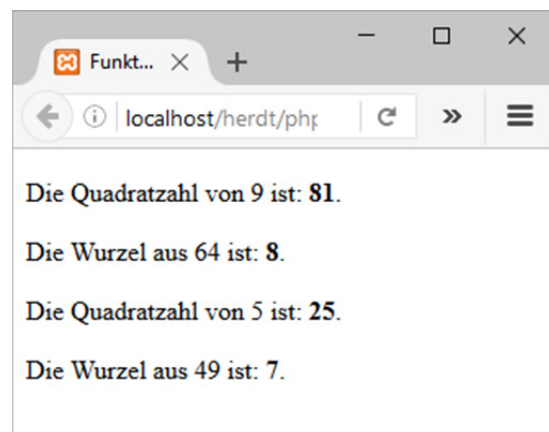 Funkt...
localhost/herdt/php
Die Quadratzahl von 9 ist: 81.
Die Wurzel aus 64 ist: 8.
Die Quadratzahl von 5 ist: 25.
Die Wurzel aus 49 ist: 7.